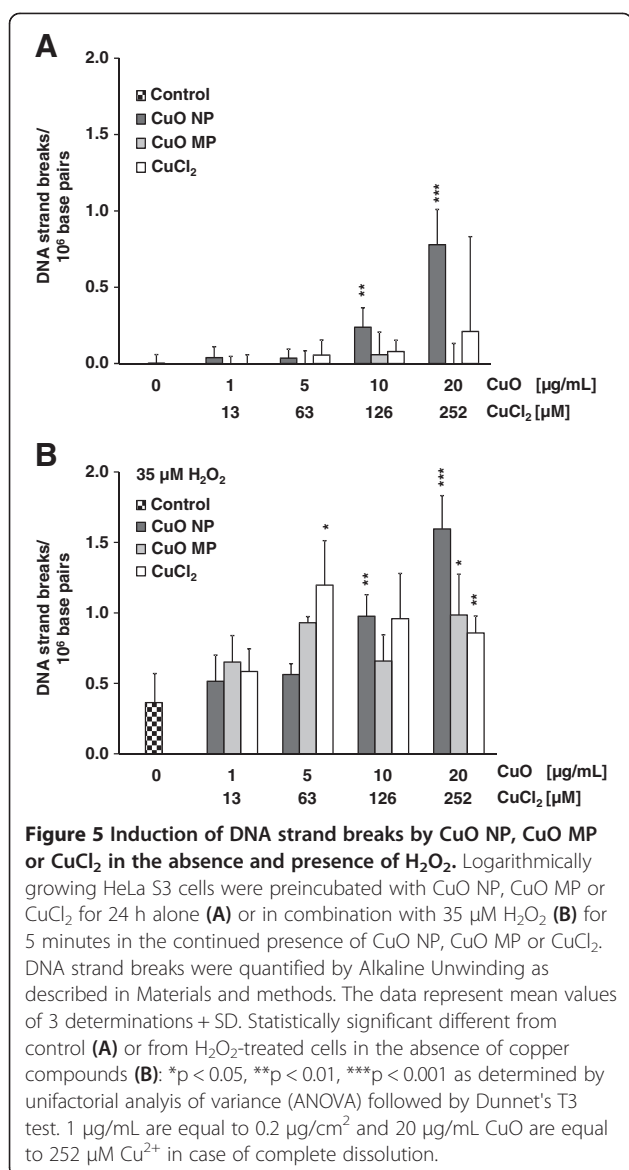 A
2.0
Control
CuO NP
1.5
CuO MP
CuCl₂
DNA strand breaks/
10⁶ base pairs
1.0
***
0.5
**
0.0
0 1 5 10 20 CuO [µg/mL]
13 63 126 252 CuCl₂ [µM]
B
2.0
35 µM H₂O₂
***
Control
CuO NP
1.5
CuO MP
*
CuCl₂
DNA strand breaks/
10⁶ base pairs
**
*
1.0
**
0.5
0.0
0 1 5 10 20 CuO [µg/mL]
13 63 126 252 CuCl₂ [µM]
Figure 5 Induction of DNA strand breaks by CuO NP, CuO MP
or CuCl₂ in the absence and presence of H₂O₂. Logarithmically
growing HeLa S3 cells were preincubated with CuO NP, CuO MP or
CuCl₂ for 24 h alone (A) or in combination with 35 µM H₂O₂ (B) for
5 minutes in the continued presence of CuO NP, CuO MP or CuCl₂.
DNA strand breaks were quantified by Alkaline Unwinding as
described in Materials and methods. The data represent mean values
of 3 determinations + SD. Statistically significant different from
control (A) or from H₂O₂-treated cells in the absence of copper
compounds (B): *p < 0.05, **p < 0.01, ***p < 0.001 as determined by
unifactorial analyis of variance (ANOVA) followed by Dunnet's T3
test. 1 µg/mL are equal to 0.2 µg/cm² and 20 µg/mL CuO are equal
to 252 µM Cu²⁺ in case of complete dissolution.